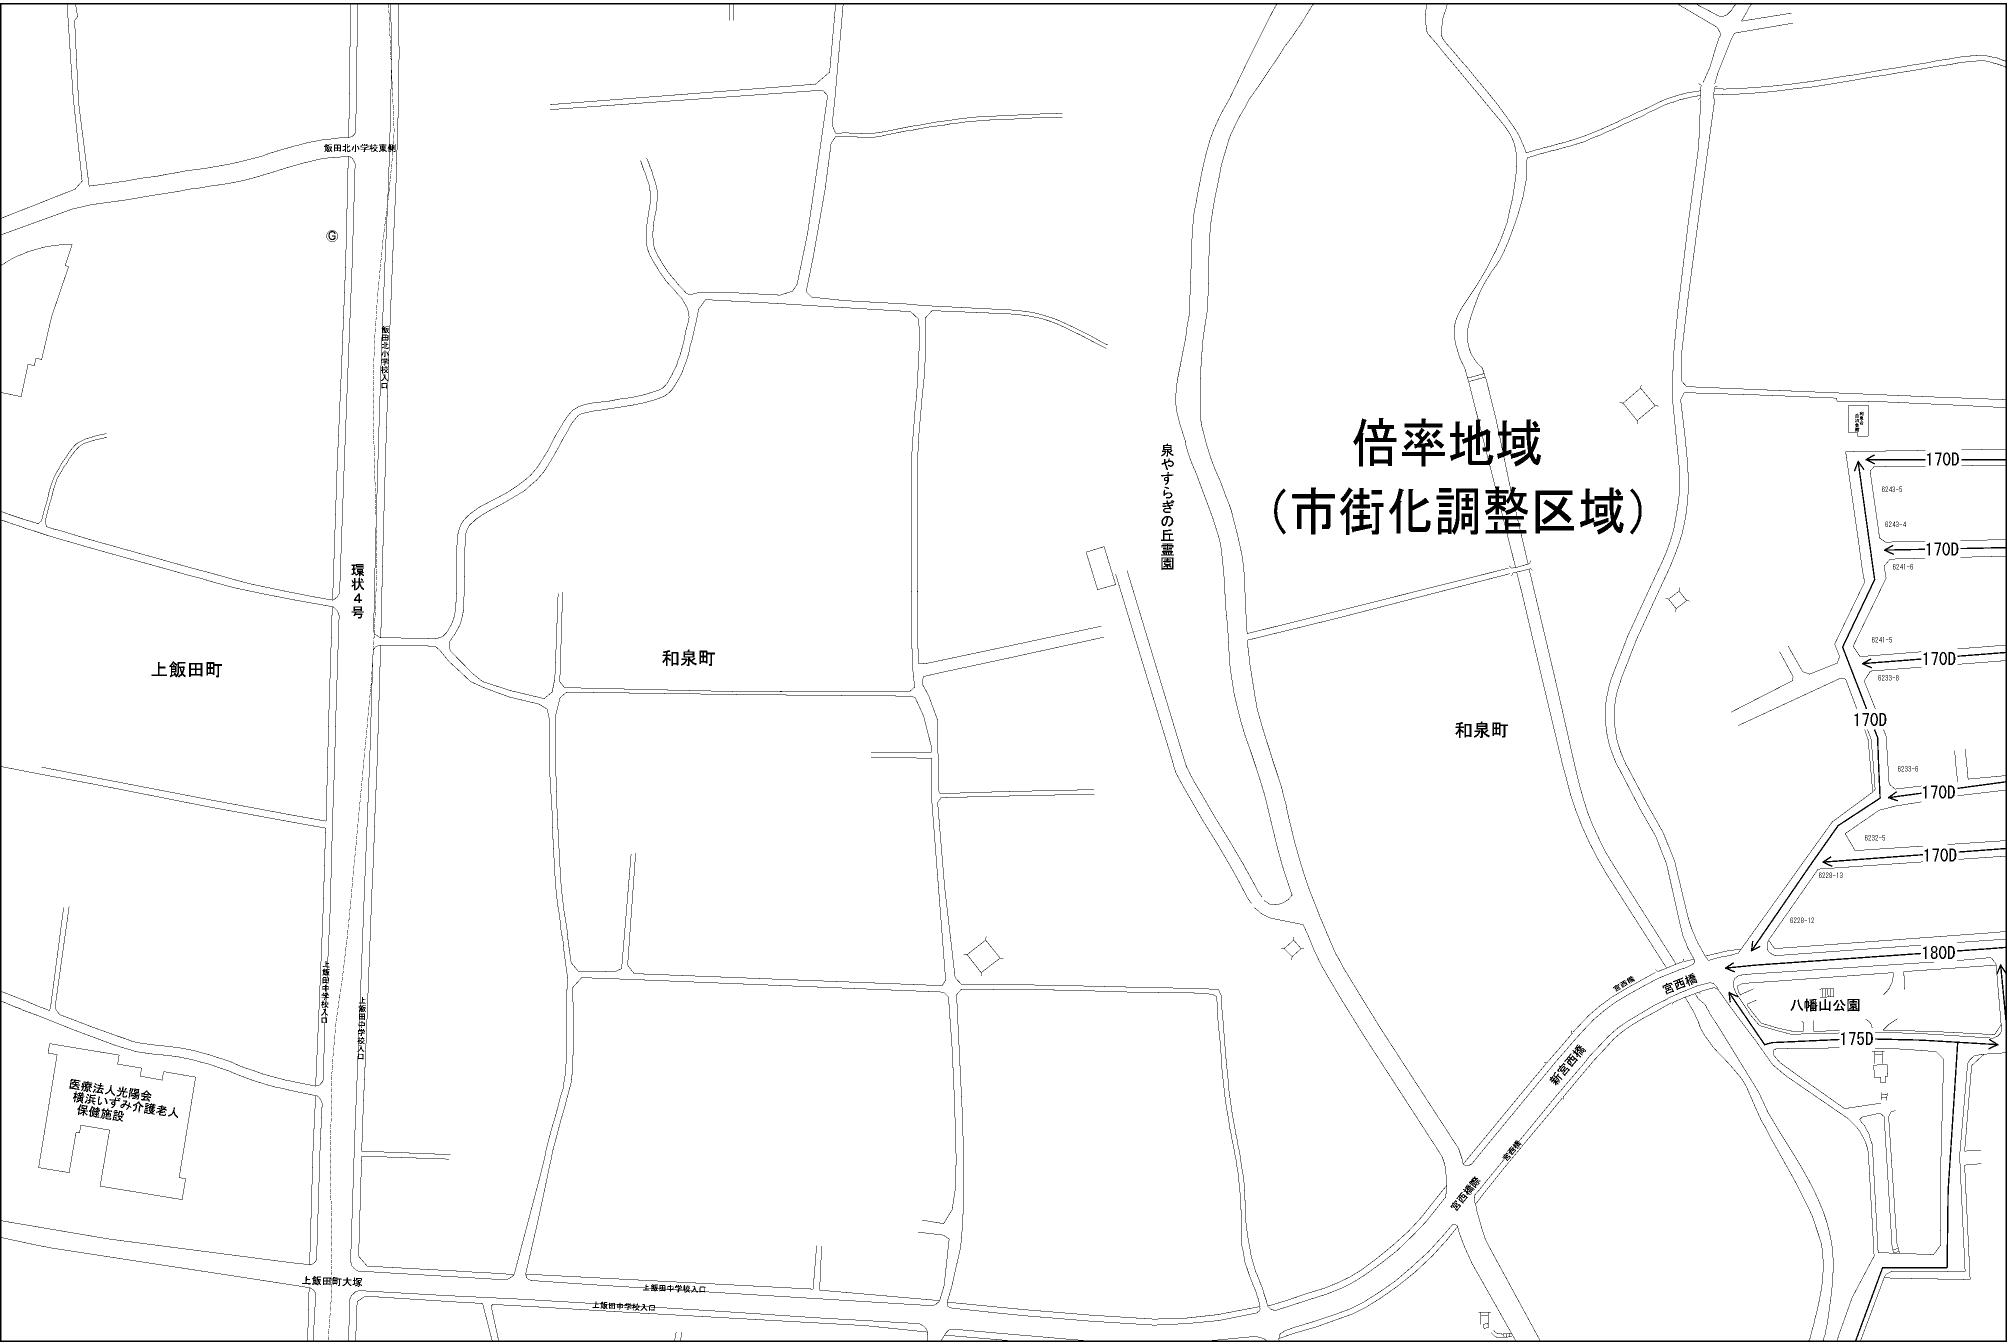 飯田北小学校東側
G
飯田北小学校入口
倍率地域
（市街化調整区域）
泉やすらぎの丘霊園
170D
6243-5
6243-4
170D
6241-6
環状4号
6241-5
170D
6233-8
上飯田町
和泉町
和泉町
170D
6233-6
170D
6232-5
170D
6228-13
6228-12
180D
上飯田中学校入口
上飯田中学校入口
宮西橋
宮西橋
八幡山公園
175D
新宮西橋
医療法人光陽会
横浜いずみ介護老人
保健施設
宮西橋
宮西橋際
上飯田町大塚
上飯田中学校入口
上飯田中学校入口